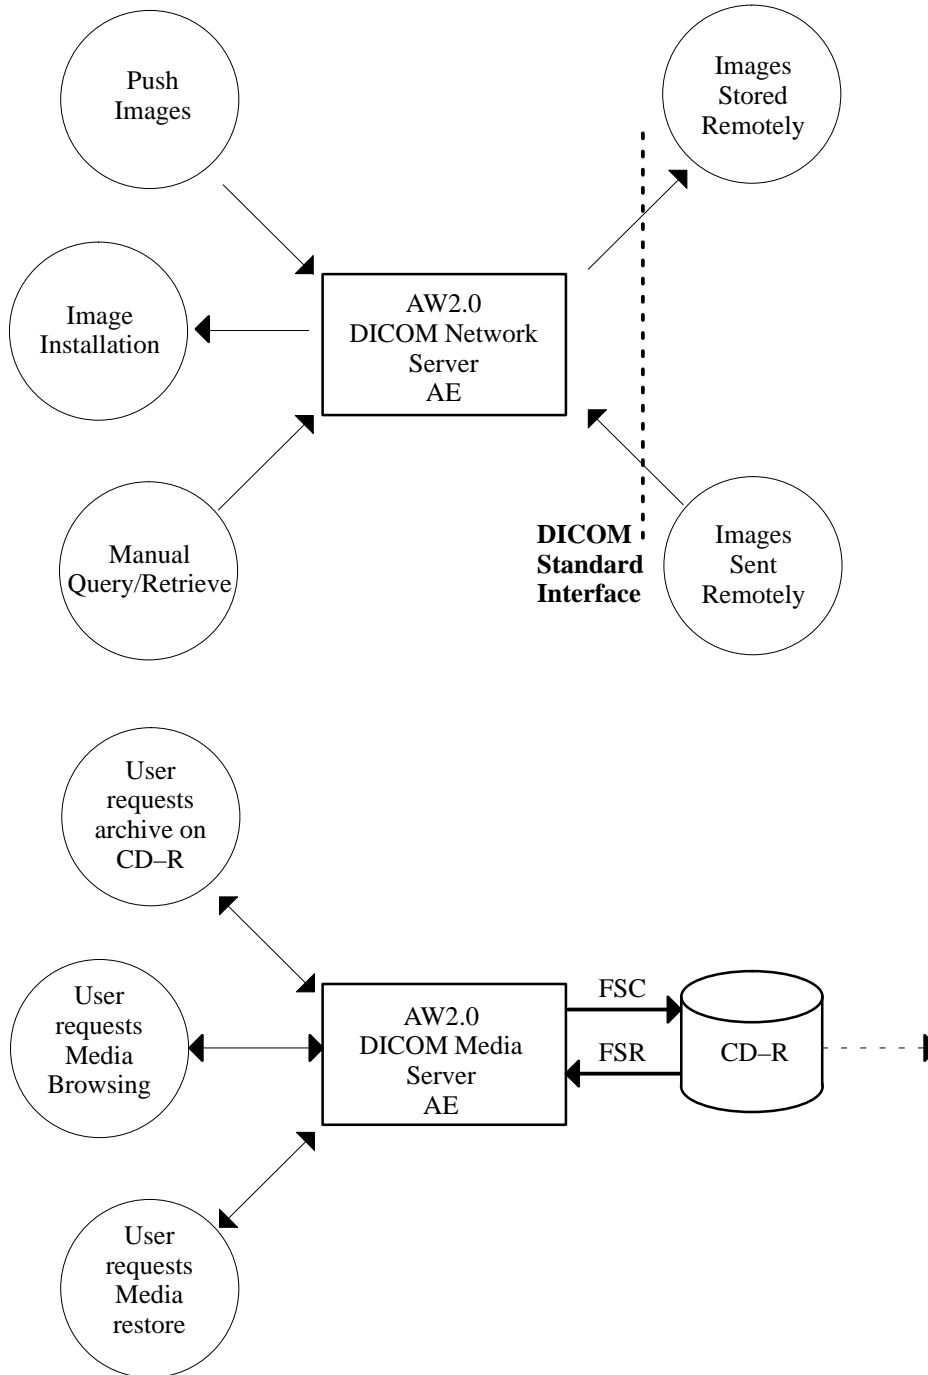 Push
Images
Images
Stored
Remotely
Image
Installation
AW2.0
DICOM Network
Server
AE
Manual
Query/Retrieve
DICOM
Standard
Interface
Images
Sent
Remotely
User
requests
archive on
CD–R
User
requests
Media
Browsing
AW2.0
DICOM Media
Server
AE
FSC
FSR
CD–R
User
requests
Media
restore